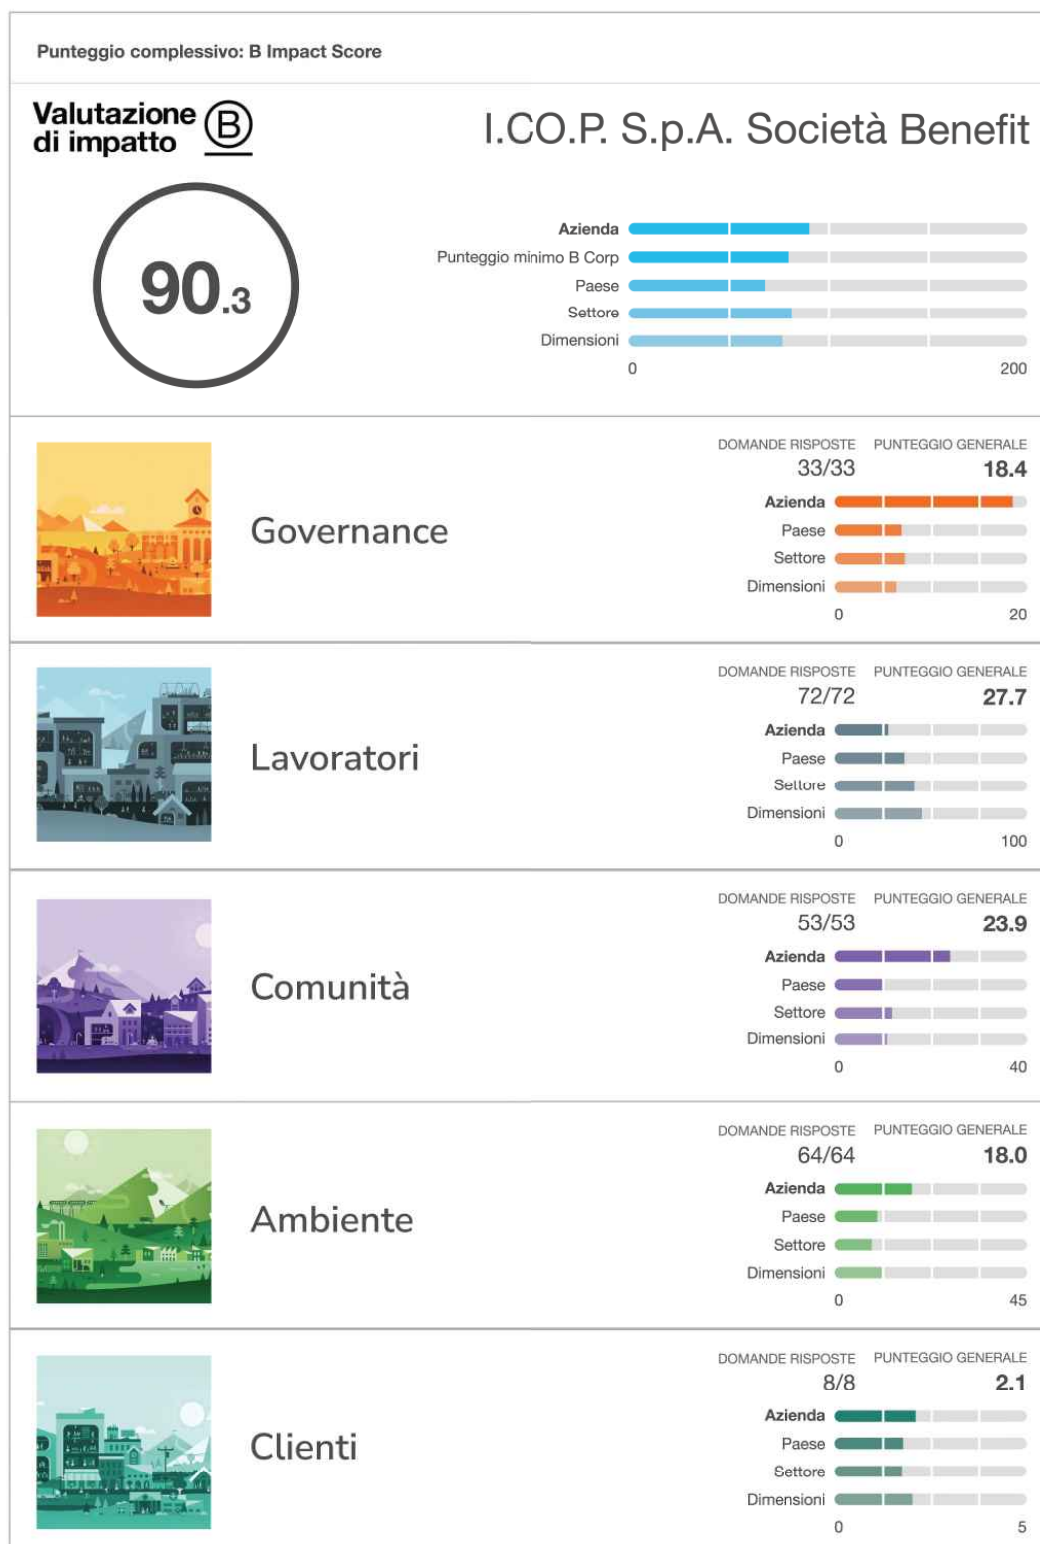 Punteggio complessivo: B Impact Score
Valutazione
di impatto B
I.CO.P. S.p.A. Società Benefit
90.3
Azienda
Punteggio minimo B Corp
Paese
Settore
Dimensioni
0 200
Governance
DOMANDE RISPOSTE PUNTEGGIO GENERALE
33/33 18.4
Azienda
Paese
Settore
Dimensioni
0 20
Lavoratori
DOMANDE RISPOSTE PUNTEGGIO GENERALE
72/72 27.7
Azienda
Paese
Settore
Dimensioni
0 100
Comunità
DOMANDE RISPOSTE PUNTEGGIO GENERALE
53/53 23.9
Azienda
Paese
Settore
Dimensioni
0 40
Ambiente
DOMANDE RISPOSTE PUNTEGGIO GENERALE
64/64 18.0
Azienda
Paese
Settore
Dimensioni
0 45
Clienti
DOMANDE RISPOSTE PUNTEGGIO GENERALE
8/8 2.1
Azienda
Paese
Settore
Dimensioni
0 5